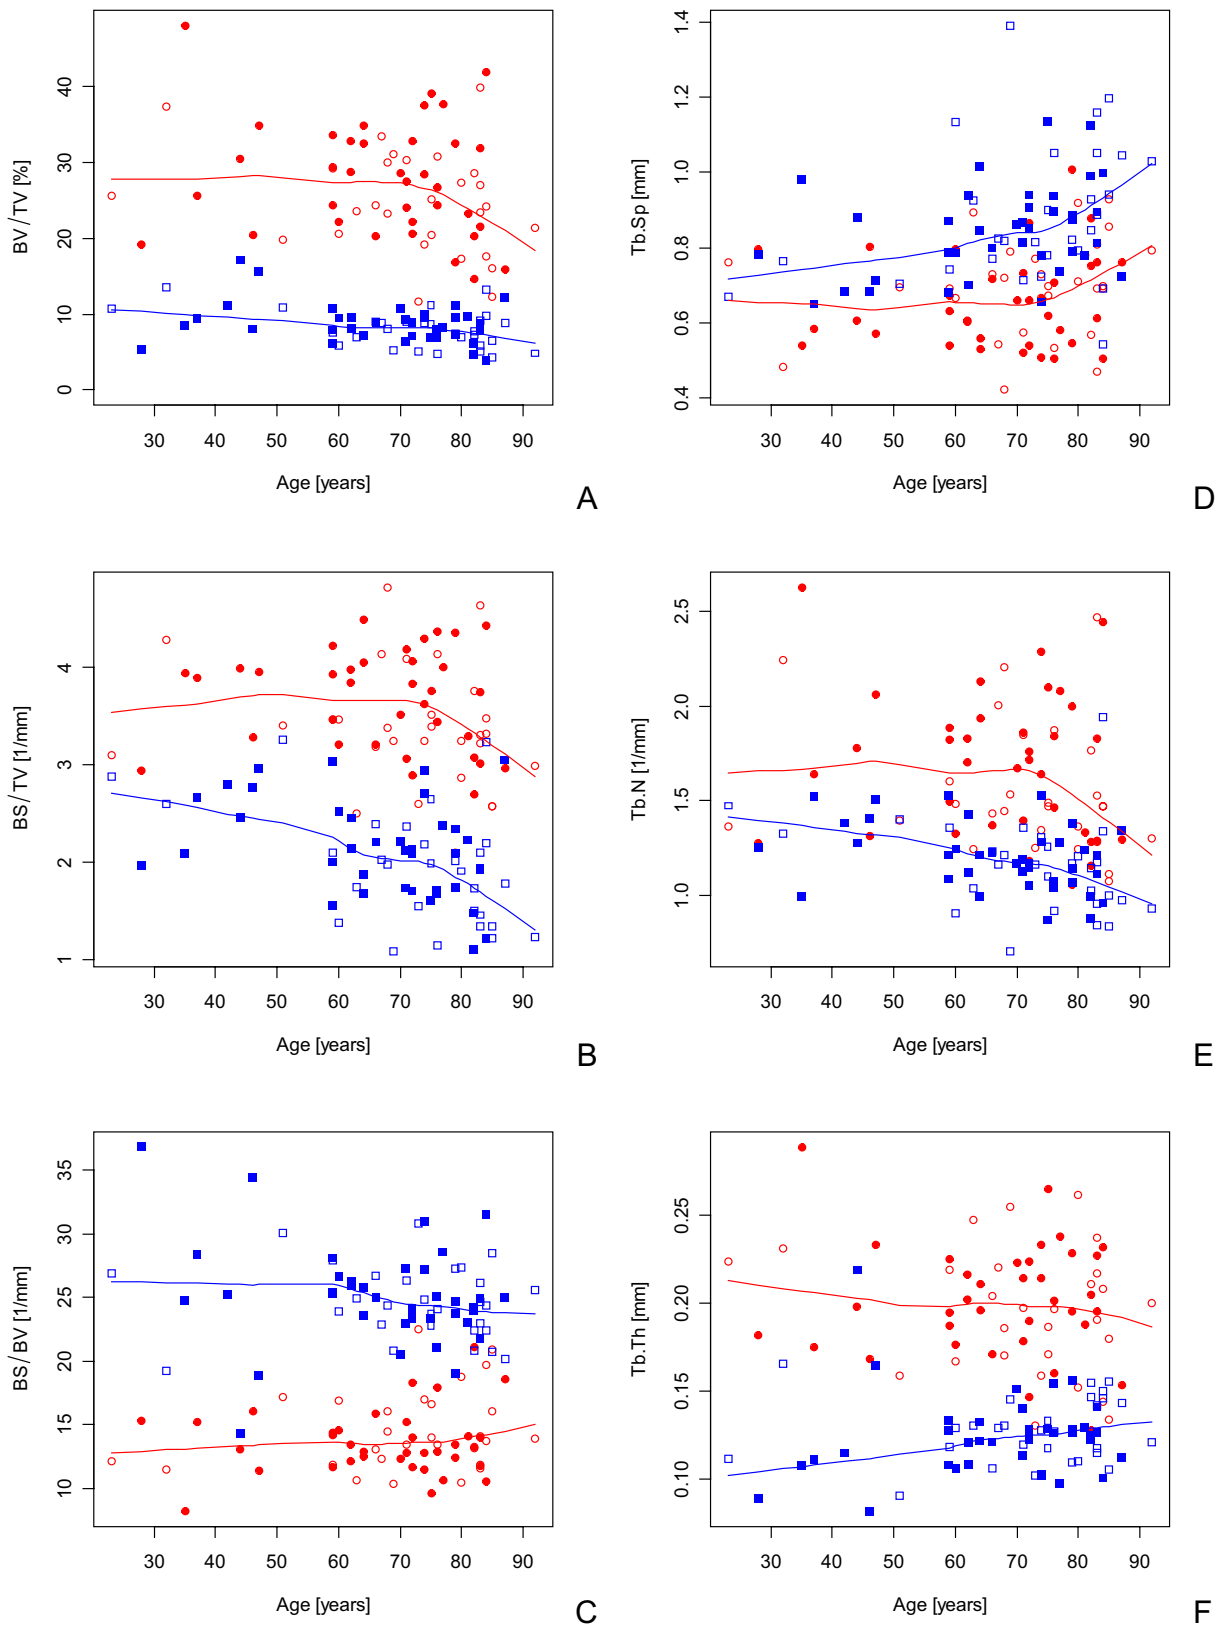 BV/TV [%]
40
30
20
10
0
30 40 50 60 70 80 90
Age [years]
A
Tb.Sp [mm]
1.4
1.2
1.0
0.8
0.6
0.4
30 40 50 60 70 80 90
Age [years]
D
BS/TV [1/mm]
4
3
2
1
30 40 50 60 70 80 90
Age [years]
B
Tb.N [1/mm]
2.5
2.0
1.5
1.0
30 40 50 60 70 80 90
Age [years]
E
BS/BV [1/mm]
35
30
25
20
15
10
30 40 50 60 70 80 90
Age [years]
C
Tb.Th [mm]
0.25
0.20
0.15
0.10
30 40 50 60 70 80 90
Age [years]
F